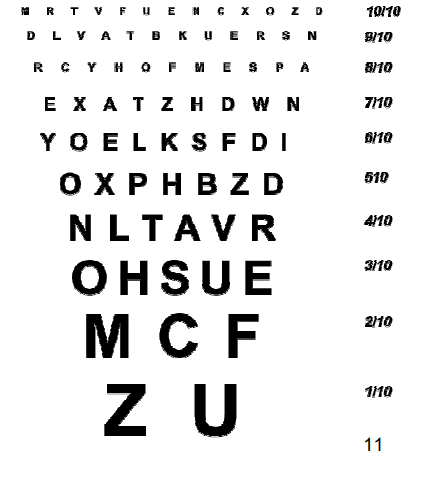 M R T V F U E N C X O Z D 10/10
D L V A T B K U E R S N 9/10
R C Y H O F M E S P A 8/10
E X A T Z H D W N 7/10
Y O E L K S F D I 6/10
O X P H B Z D 510
N L T A V R 4/10
O H S U E 3/10
M C F 2/10
Z U 1/10
11